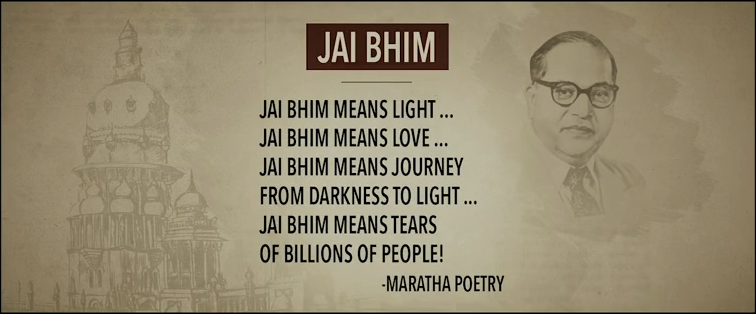 JAI BHIM
JAI BHIM MEANS LIGHT ...
JAI BHIM MEANS LOVE ...
JAI BHIM MEANS JOURNEY
FROM DARKNESS TO LIGHT ...
JAI BHIM MEANS TEARS
OF BILLIONS OF PEOPLE!
-MARATHA POETRY